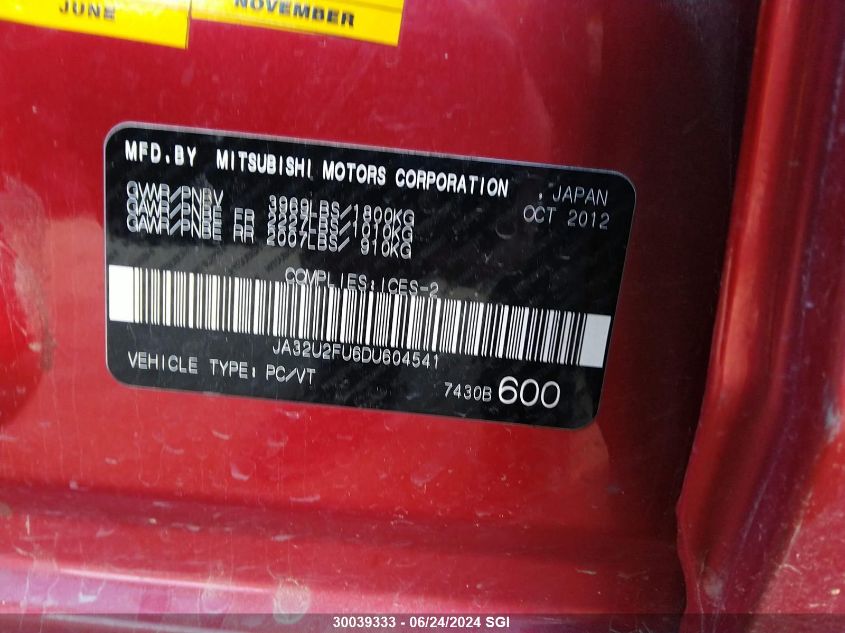 JUNE
NOVEMBER
MFD.BY MITSUBISHI MOTORS CORPORATION , JAPAN
GVWR/PNBV 3969LBS/1800KG OCT 2012
GAWR/PNBE FR 2227LBS/1010KG
GAWR/PNBE RR 2007LBS/ 910KG
COMPLIES:ICES-2
JA32U2FU6DU604541
VEHICLE TYPE: PC/VT
7430B 600
30039333 - 06/24/2024 SGI